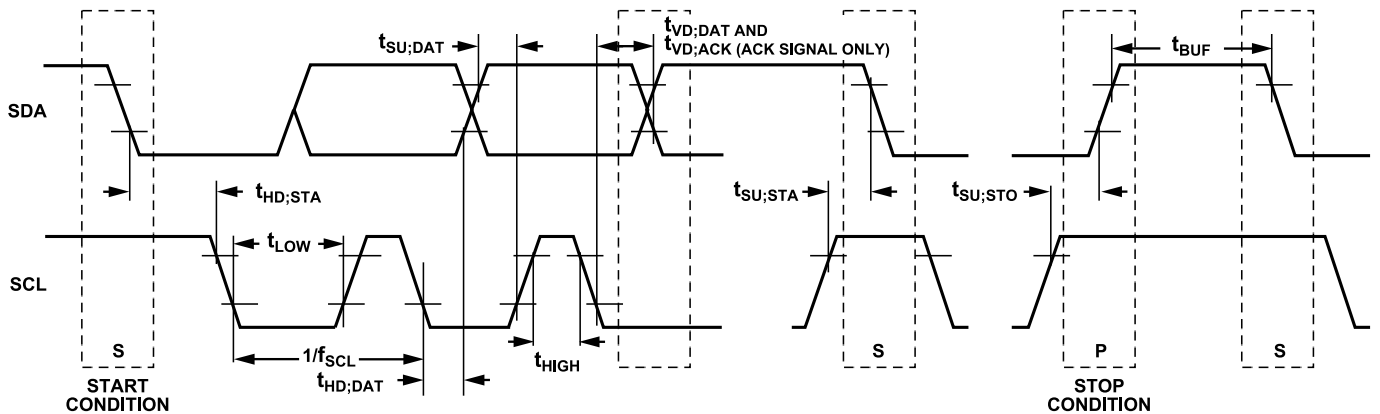 tSU;DAT
tVD;DAT AND
tVD;ACK (ACK SIGNAL ONLY)
tBUF
SDA
tHD;STA
tSU;STA
tSU;STO
tLOW
SCL
1/fSCL
tHIGH
tHD;DAT
S
S
P
S
START
CONDITION
STOP
CONDITION